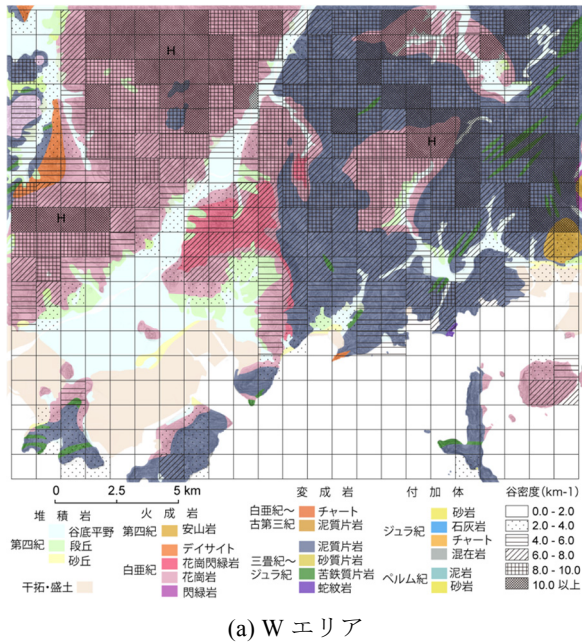 H
H
H
0 2.5 5 km
堆 積 岩
谷底平野
第四紀
段丘
砂丘
干拓・盛土
火 成 岩
第四紀
安山岩
デイサイト
花崗閃緑岩
白亜紀
花崗岩
閃緑岩
変 成 岩
白亜紀～
古第三紀
チャート
泥質片岩
泥質片岩
三畳紀～
ジュラ紀
砂質片岩
苦鉄質片岩
蛇紋岩
付 加 体
砂岩
ジュラ紀
石灰岩
チャート
混在岩
ペルム紀
泥岩
砂岩
谷密度(km-1)
0.0 - 2.0
2.0 - 4.0
4.0 - 6.0
6.0 - 8.0
8.0 - 10.0
10.0 以上
(a) W エリア